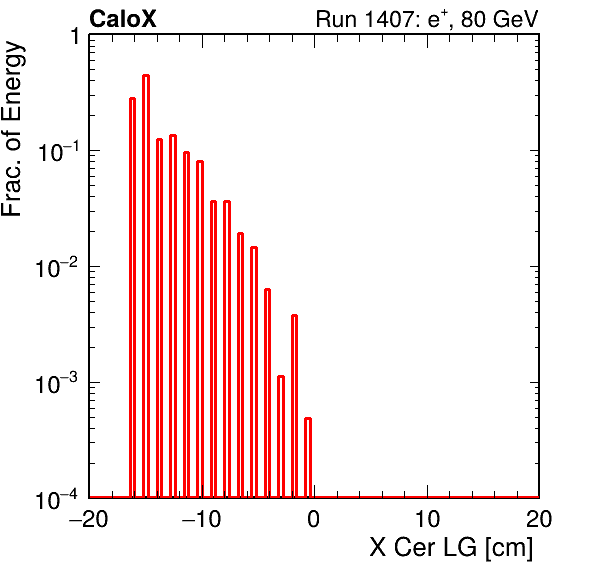 CaloX Run 1407: e⁺, 80 GeV
Frac. of Energy
1
10⁻¹
10⁻²
10⁻³
10⁻⁴
−20 −10 0 10 20
X Cer LG [cm]